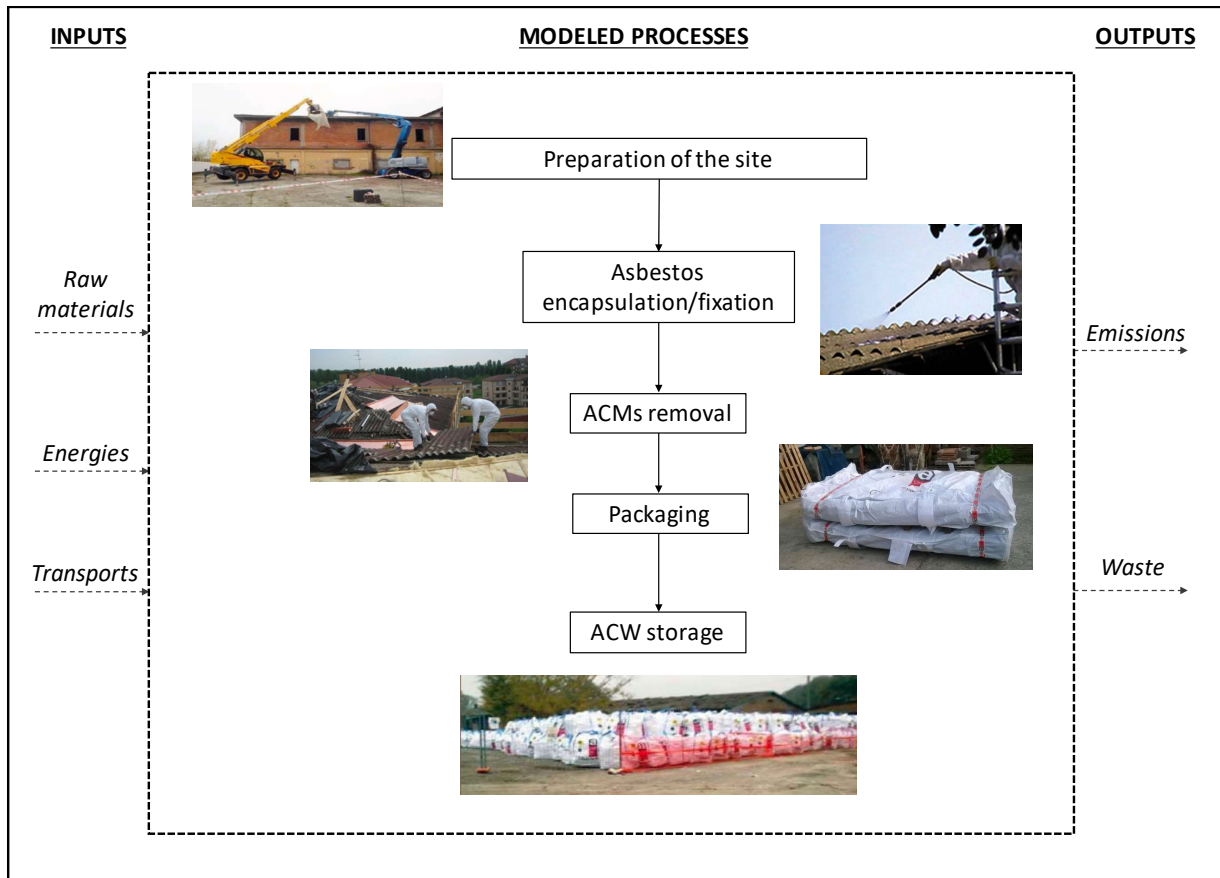 INPUTS
MODELED PROCESSES
OUTPUTS
Preparation of the site
Asbestos
encapsulation/fixation
Raw
materials
Emissions
ACMs removal
Energies
Packaging
Transports
Waste
ACW storage